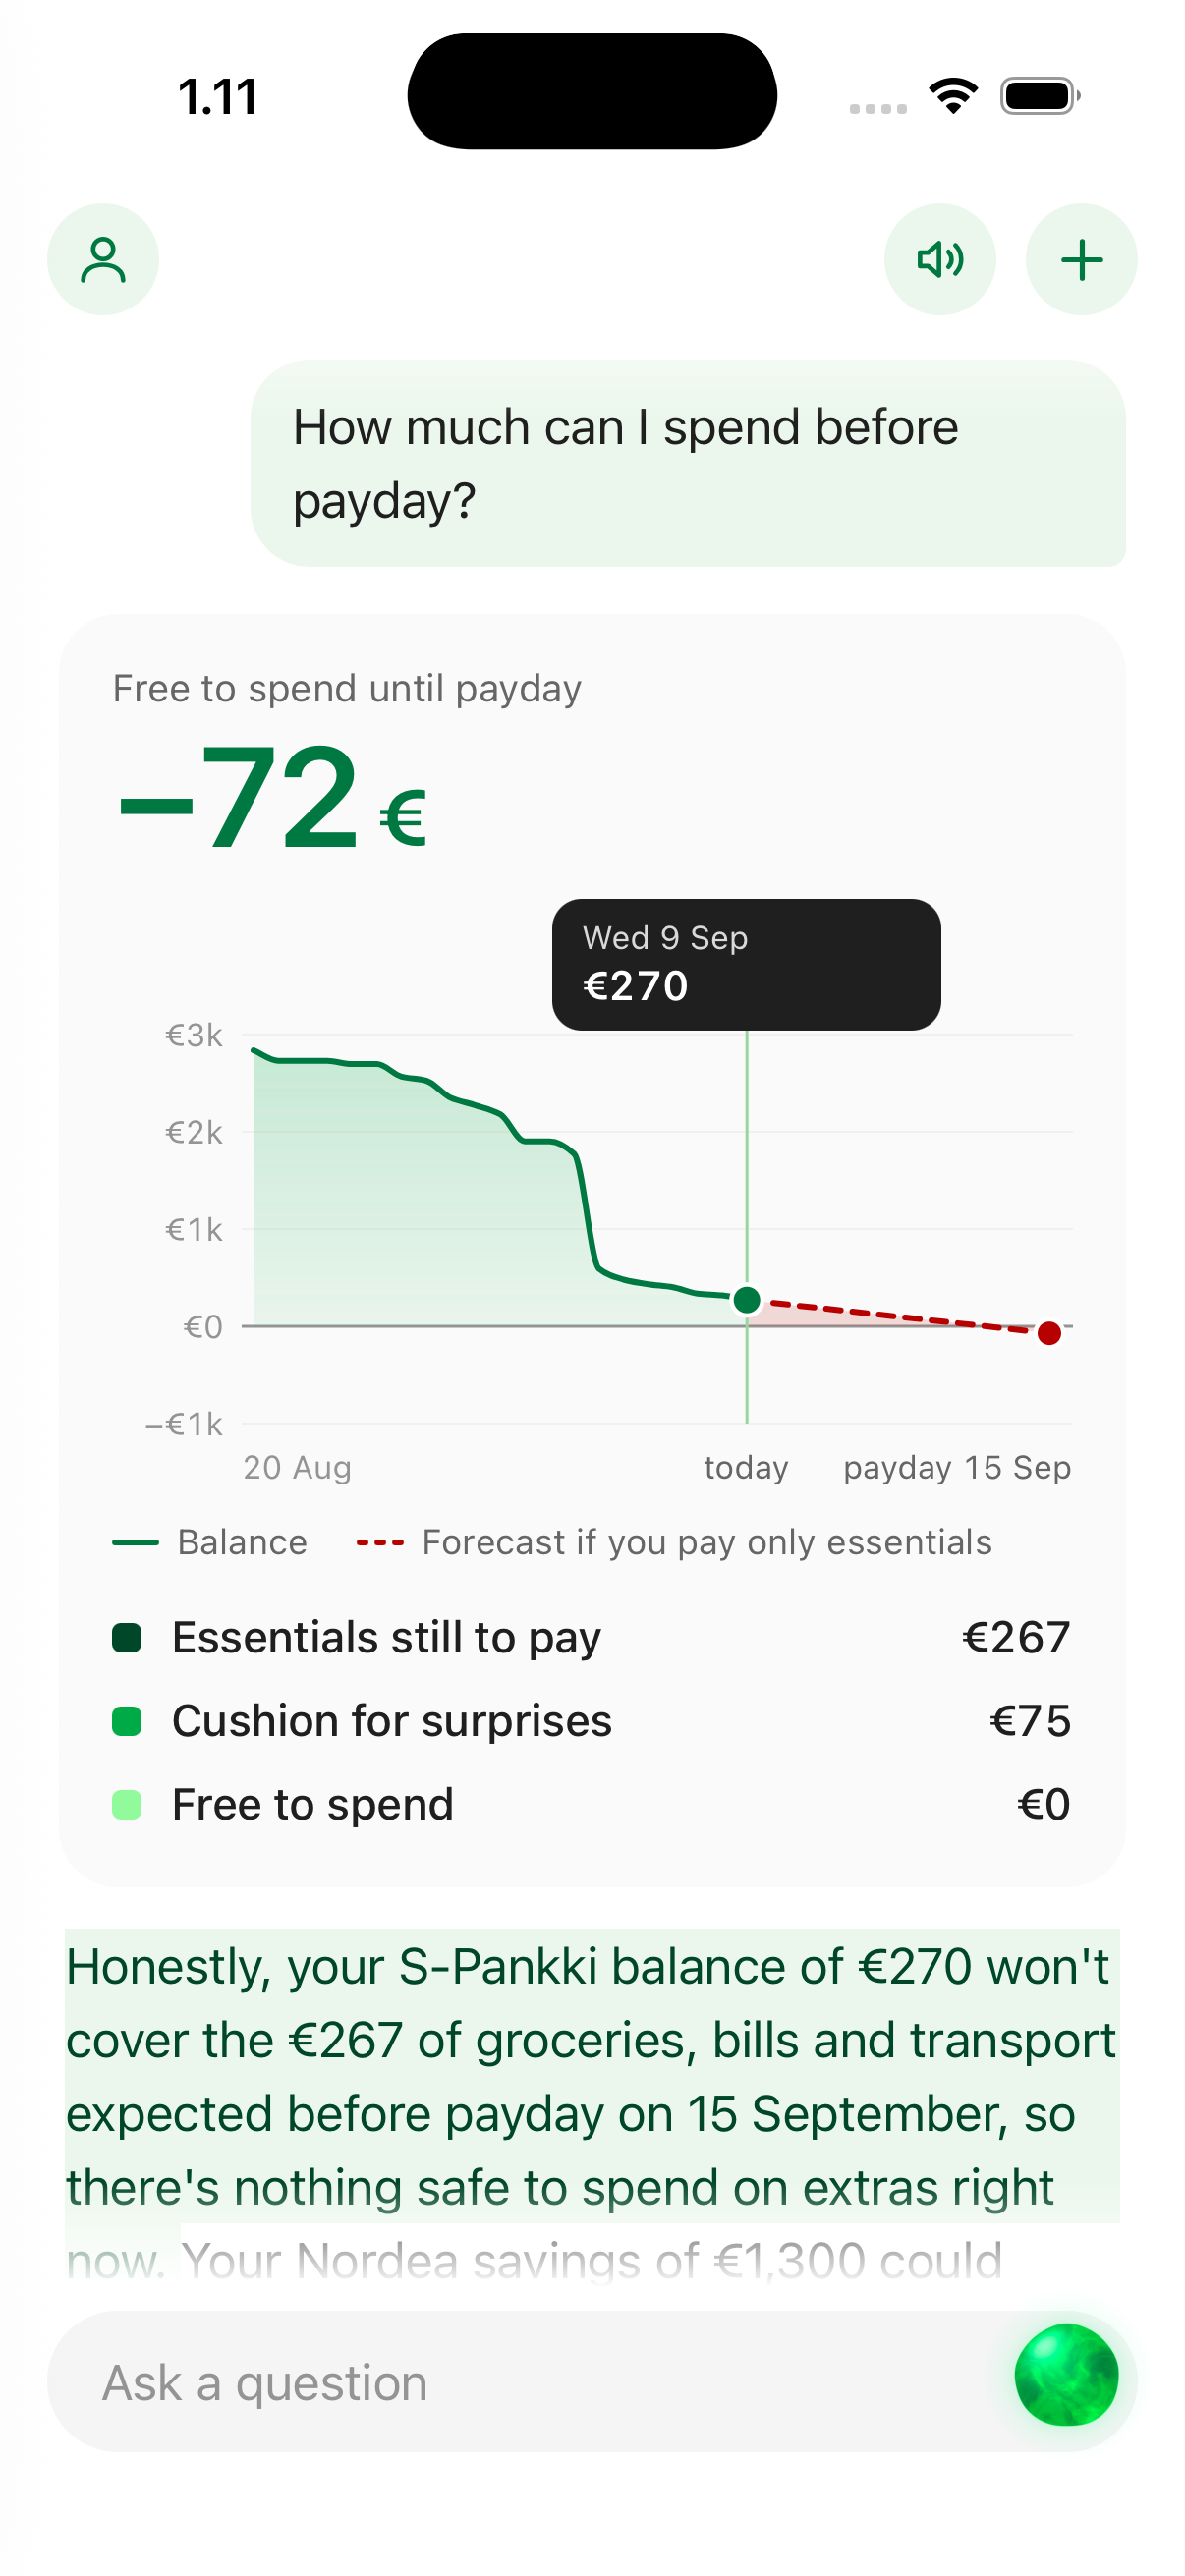 1.11
How much can I spend before
payday?
Free to spend until payday
−72 €
Wed 9 Sep
€270
€3k
€2k
€1k
€0
−€1k
20 Aug
today
payday 15 Sep
Balance
Forecast if you pay only essentials
Essentials still to pay €267
Cushion for surprises €75
Free to spend €0
Honestly, your S-Pankki balance of €270 won't
cover the €267 of groceries, bills and transport
expected before payday on 15 September, so
there's nothing safe to spend on extras right
now. Your Nordea savings of €1,300 could
Ask a question